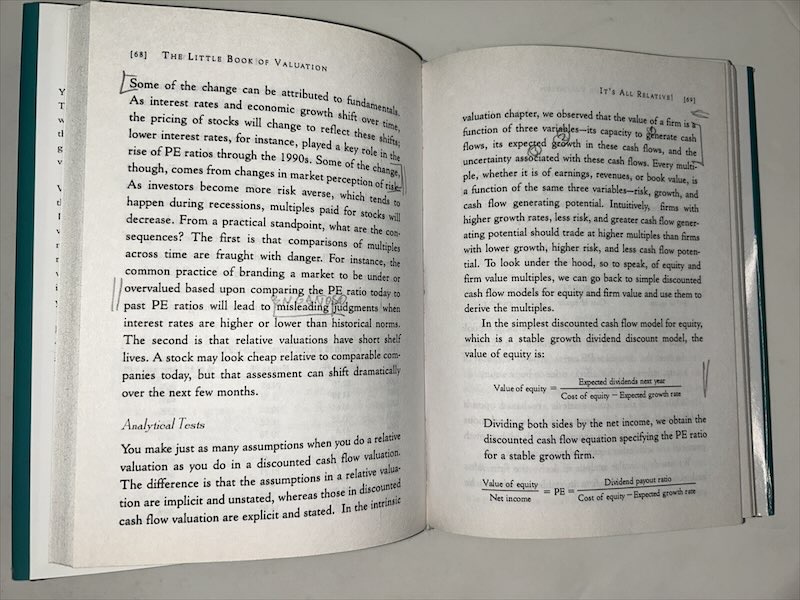 [68] THE LITTLE BOOK OF VALUATION
Some of the change can be attributed to fundamentals.
As interest rates and economic growth shift over time,
the pricing of stocks will change to reflect these shifts;
lower interest rates, for instance, played a key role in the
rise of PE ratios through the 1990s. Some of the change,
though, comes from changes in market perception of risk.
As investors become more risk averse, which tends to
happen during recessions, multiples paid for stocks will
decrease. From a practical standpoint, what are the con-
sequences? The first is that comparisons of multiples
across time are fraught with danger. For instance, the
common practice of branding a market to be under or
overvalued based upon comparing the PE ratio today to
ENGAÑOSO
past PE ratios will lead to misleading judgments when
interest rates are higher or lower than historical norms.
The second is that relative valuations have short shelf
lives. A stock may look cheap relative to comparable com-
panies today, but that assessment can shift dramatically
over the next few months.
Analytical Tests
You make just as many assumptions when you do a relative
valuation as you do in a discounted cash flow valuation.
The difference is that the assumptions in a relative valua-
tion are implicit and unstated, whereas those in discounted
cash flow valuation are explicit and stated. In the intrinsic
IT'S ALL RELATIVE! [69]
valuation chapter, we observed that the value of a firm is a
function of three variables—its capacity to generate cash
flows, its expected growth in these cash flows, and the
uncertainty associated with these cash flows. Every multi-
ple, whether it is of earnings, revenues, or book value, is
a function of the same three variables—risk, growth, and
cash flow generating potential. Intuitively, firms with
higher growth rates, less risk, and greater cash flow gener-
ating potential should trade at higher multiples than firms
with lower growth, higher risk, and less cash flow poten-
tial. To look under the hood, so to speak, of equity and
firm value multiples, we can go back to simple discounted
cash flow models for equity and firm value and use them to
derive the multiples.
In the simplest discounted cash flow model for equity,
which is a stable growth dividend discount model, the
value of equity is:
Value of equity = Expected dividends next year
Cost of equity − Expected growth rate
Dividing both sides by the net income, we obtain the
discounted cash flow equation specifying the PE ratio
for a stable growth firm.
Value of equity = PE = Dividend payout ratio
Net income Cost of equity − Expected growth rate